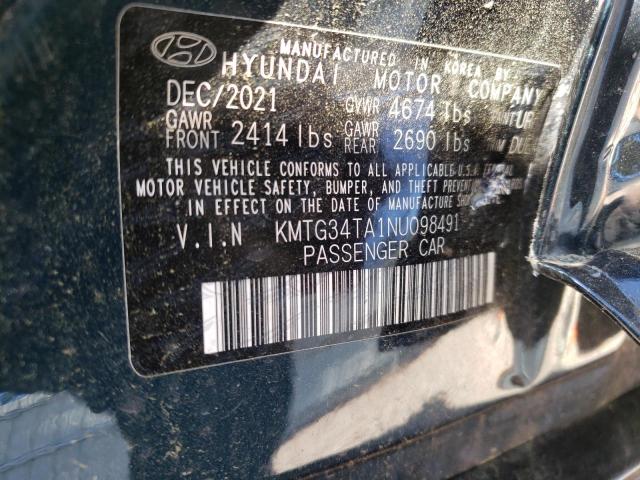 MANUFACTURED IN KOREA BY
HYUNDAI MOTOR COMPANY
DEC/2021 GVWR 4674 lbs
GAWR FRONT 2414 lbs GAWR REAR 2690 lbs
THIS VEHICLE CONFORMS TO ALL APPLICABLE U.S.A. FEDERAL
MOTOR VEHICLE SAFETY, BUMPER, AND THEFT PREVENTION
IN EFFECT ON THE DATE OF MANUFACTURE SHOWN
V.I.N KMTG34TA1NU098491
PASSENGER CAR